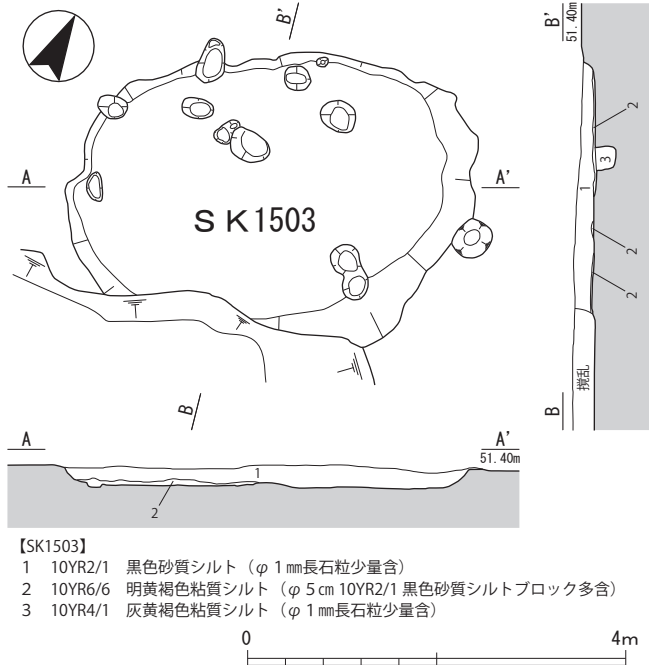 B'
B'
51.40m
2
3
1
2
2
A
A'
SK1503
攪乱
B
B
A
A'
51.40m
1
2
【SK1503】
1 10YR2/1 黒色砂質シルト（φ１㎜長石粒少量含）
2 10YR6/6 明黄褐色粘質シルト（φ５㎝ 10YR2/1 黒色砂質シルトブロック多含）
3 10YR4/1 灰黄褐色粘質シルト（φ１㎜長石粒少量含）
0 4m